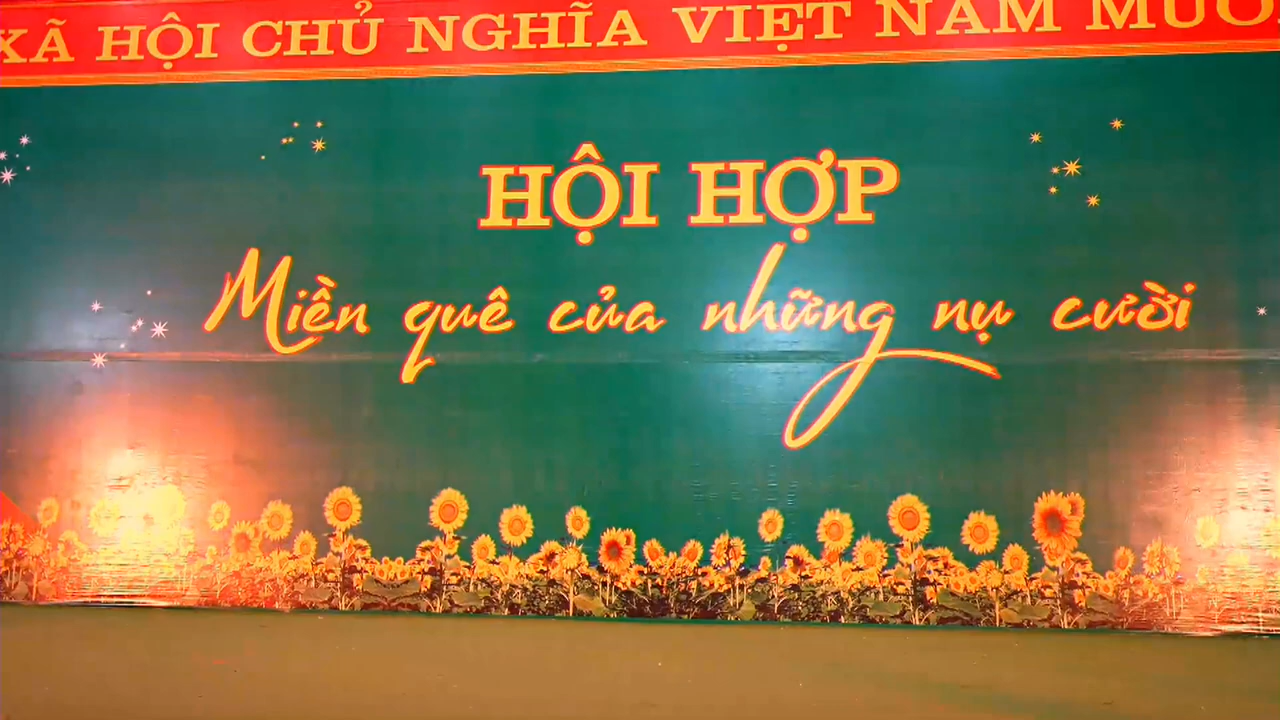 XÃ HỘI CHỦ NGHĨA VIỆT NAM MUÔ
HỘI HỢP
Miền quê của những nụ cười